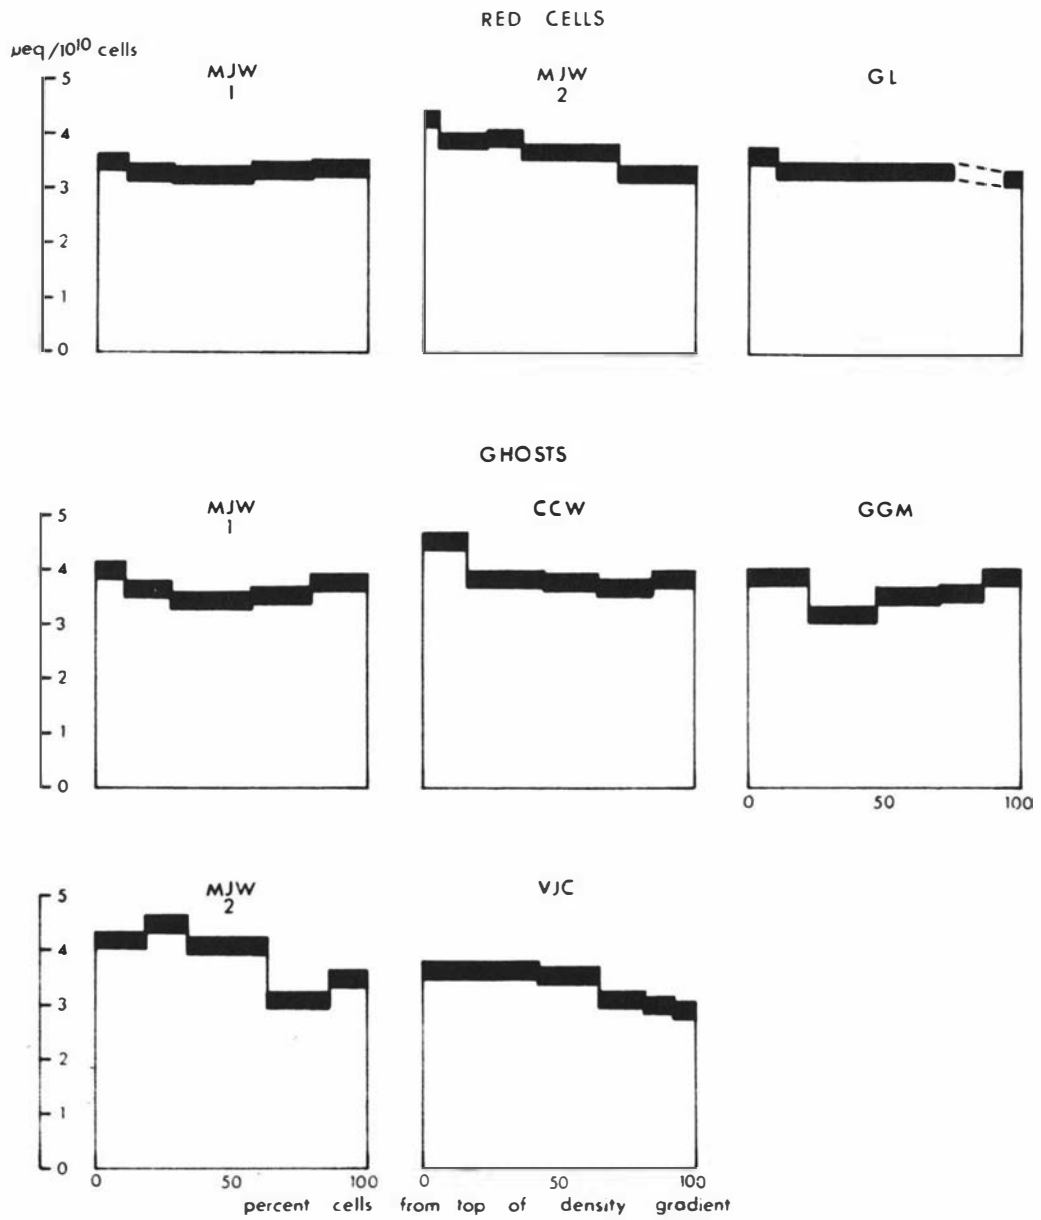 RED CELLS
µeq/10¹⁰ cells
MJW
1
MJW
2
GL
5
4
3
2
1
0
GHOSTS
MJW
1
CCW
GGM
5
4
3
2
1
0
0 50 100
MJW
2
VJC
5
4
3
2
1
0
0 50 100
0 50 100
percent cells from top of density gradient